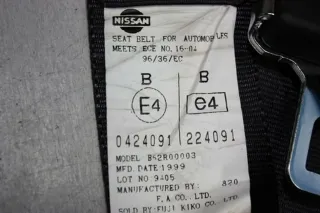 NISSAN
SEAT BELT FOR AUTOMOBILES
MEETS ECE NO. 16-04
96/36/EC
B B
E4 e4
0424091 224091
MODEL
MFD DATE 1999
LOT NO 9405
MANUFACTURED BY: A20
F. A CO., LTD.
SOLD BY: FUJI KIKO CO. LTD